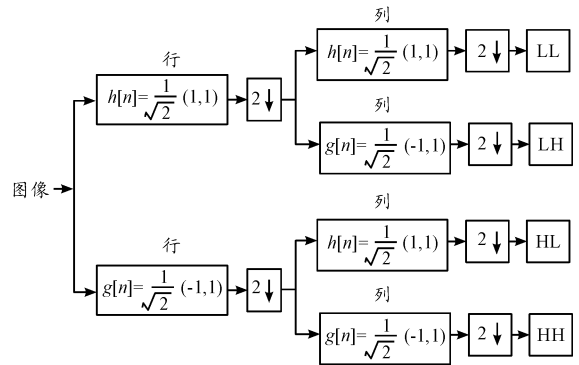 列
h[n]=1/√2 (1,1)
2↓
LL
行
h[n]=1/√2 (1,1)
2↓
列
g[n]=1/√2 (-1,1)
2↓
LH
图像
列
h[n]=1/√2 (1,1)
2↓
HL
行
g[n]=1/√2 (-1,1)
2↓
列
g[n]=1/√2 (-1,1)
2↓
HH